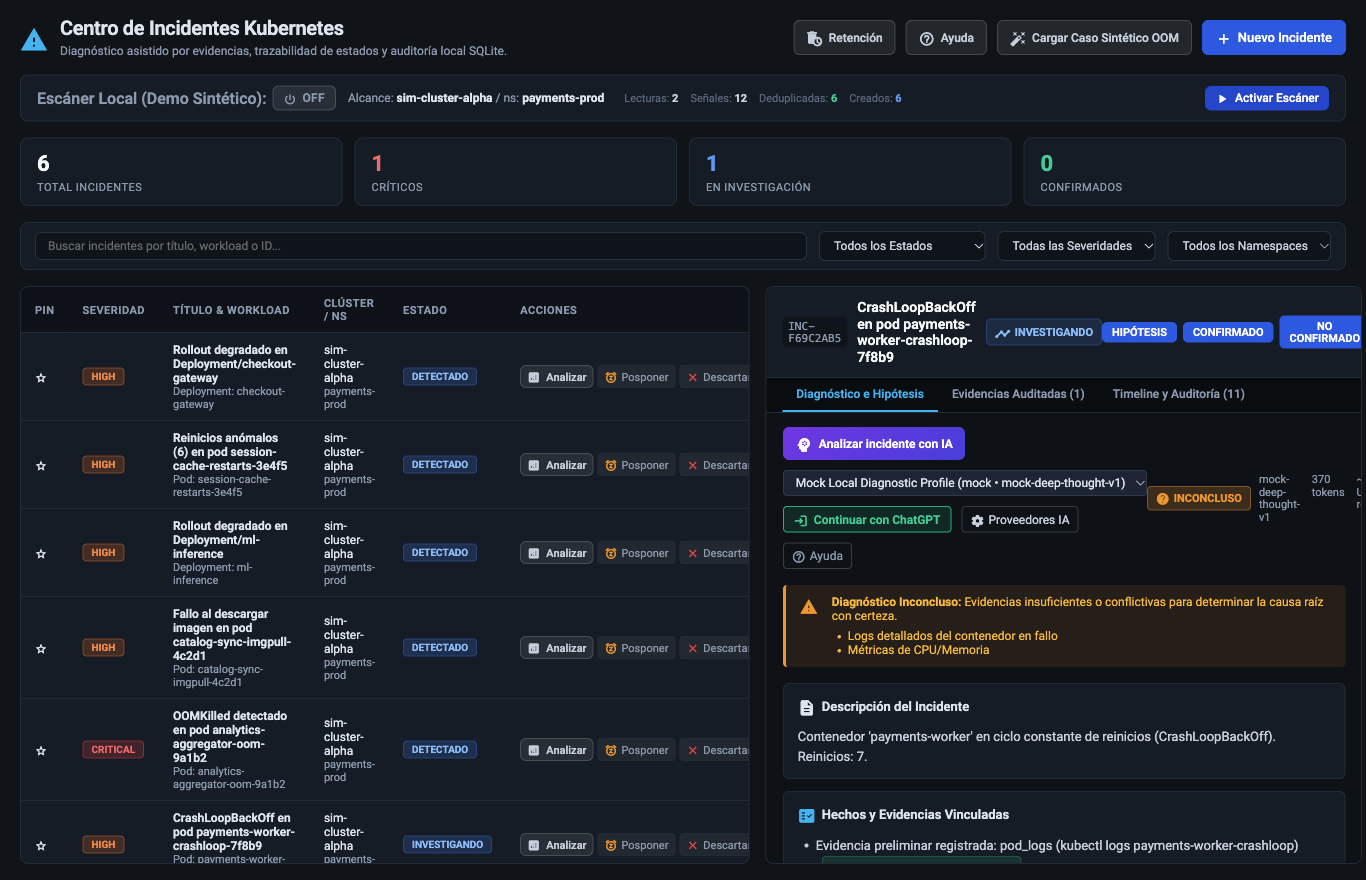 Centro de Incidentes Kubernetes
Diagnóstico asistido por evidencias, trazabilidad de estados y auditoría local SQLite.
Retención
Ayuda
Cargar Caso Sintético OOM
Nuevo Incidente
Escáner Local (Demo Sintético):
OFF
Alcance: sim-cluster-alpha / ns: payments-prod
Lecturas: 2
Señales: 12
Deduplicadas: 6
Creados: 6
Activar Escáner
6
TOTAL INCIDENTES
1
CRÍTICOS
1
EN INVESTIGACIÓN
0
CONFIRMADOS
Buscar incidentes por título, workload o ID...
Todos los Estados
Todas las Severidades
Todos los Namespaces
PIN
SEVERIDAD
TÍTULO & WORKLOAD
CLÚSTER
/ NS
ESTADO
ACCIONES
HIGH
Rollout degradado en
Deployment/checkout-
gateway
Deployment: checkout-
gateway
sim-
cluster-
alpha
payments-
prod
DETECTADO
Analizar
Posponer
Descarta
HIGH
Reinicios anómalos
(6) en pod session-
cache-restarts-3e4f5
Pod: session-cache-
restarts-3e4f5
sim-
cluster-
alpha
payments-
prod
DETECTADO
Analizar
Posponer
Descarta
HIGH
Rollout degradado en
Deployment/ml-
inference
Deployment: ml-
inference
sim-
cluster-
alpha
payments-
prod
DETECTADO
Analizar
Posponer
Descarta
HIGH
Fallo al descargar
imagen en pod
catalog-sync-imgpull-
4c2d1
Pod: catalog-sync-
imgpull-4c2d1
sim-
cluster-
alpha
payments-
prod
DETECTADO
Analizar
Posponer
Descarta
CRITICAL
OOMKilled detectado
en pod analytics-
aggregator-oom-
9a1b2
Pod: analytics-
aggregator-oom-9a1b2
sim-
cluster-
alpha
payments-
prod
DETECTADO
Analizar
Posponer
Descarta
HIGH
CrashLoopBackOff en
pod payments-worker-
crashloop-7f8b9
Pod: payments-worker-
sim-
cluster-
alpha
payments-
INVESTIGANDO
Analizar
Posponer
Descarta
INC-
F69C2AB5
CrashLoopBackOff
en pod payments-
worker-crashloop-
7f8b9
INVESTIGANDO
HIPÓTESIS
CONFIRMADO
NO
CONFIRMADO
Diagnóstico e Hipótesis
Evidencias Auditadas (1)
Timeline y Auditoría (11)
Analizar incidente con IA
Mock Local Diagnostic Profile (mock • mock-deep-thought-v1)
INCONCLUSO
mock-
deep-
thought-
v1
370
tokens
Continuar con ChatGPT
Proveedores IA
Ayuda
Diagnóstico Inconcluso: Evidencias insuficientes o conflictivas para determinar la causa raíz
con certeza.
• Logs detallados del contenedor en fallo
• Métricas de CPU/Memoria
Descripción del Incidente
Contenedor 'payments-worker' en ciclo constante de reinicios (CrashLoopBackOff).
Reinicios: 7.
Hechos y Evidencias Vinculadas
• Evidencia preliminar registrada: pod_logs (kubectl logs payments-worker-crashloop)